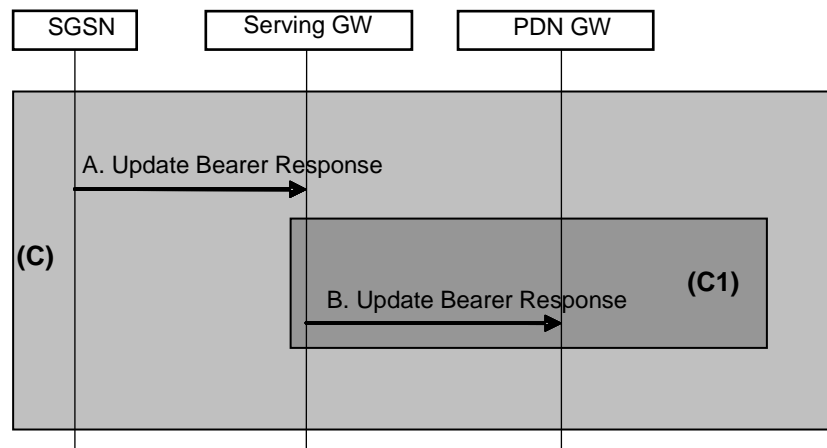 SGSN
Serving GW
PDN GW
A. Update Bearer Response
(C)
(C1)
B. Update Bearer Response